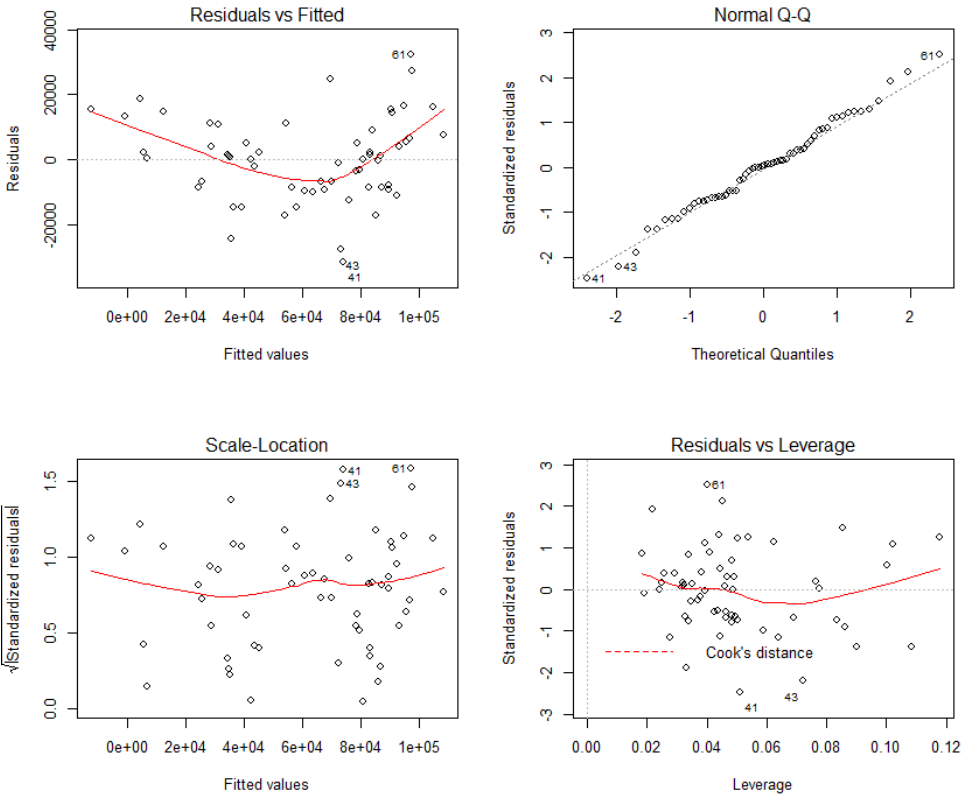 Residuals vs Fitted
Residuals
40000
20000
0
-20000
61
43
41
0e+00 2e+04 4e+04 6e+04 8e+04 1e+05
Fitted values
Normal Q-Q
Standardized residuals
3
2
1
0
-1
-2
61
41
43
-2 -1 0 1 2
Theoretical Quantiles
Scale-Location
√|Standardized residuals|
1.5
1.0
0.5
0.0
41
61
43
0e+00 2e+04 4e+04 6e+04 8e+04 1e+05
Fitted values
Residuals vs Leverage
Standardized residuals
3
2
1
0
-1
-2
-3
61
Cook's distance
43
41
0.00 0.02 0.04 0.06 0.08 0.10 0.12
Leverage